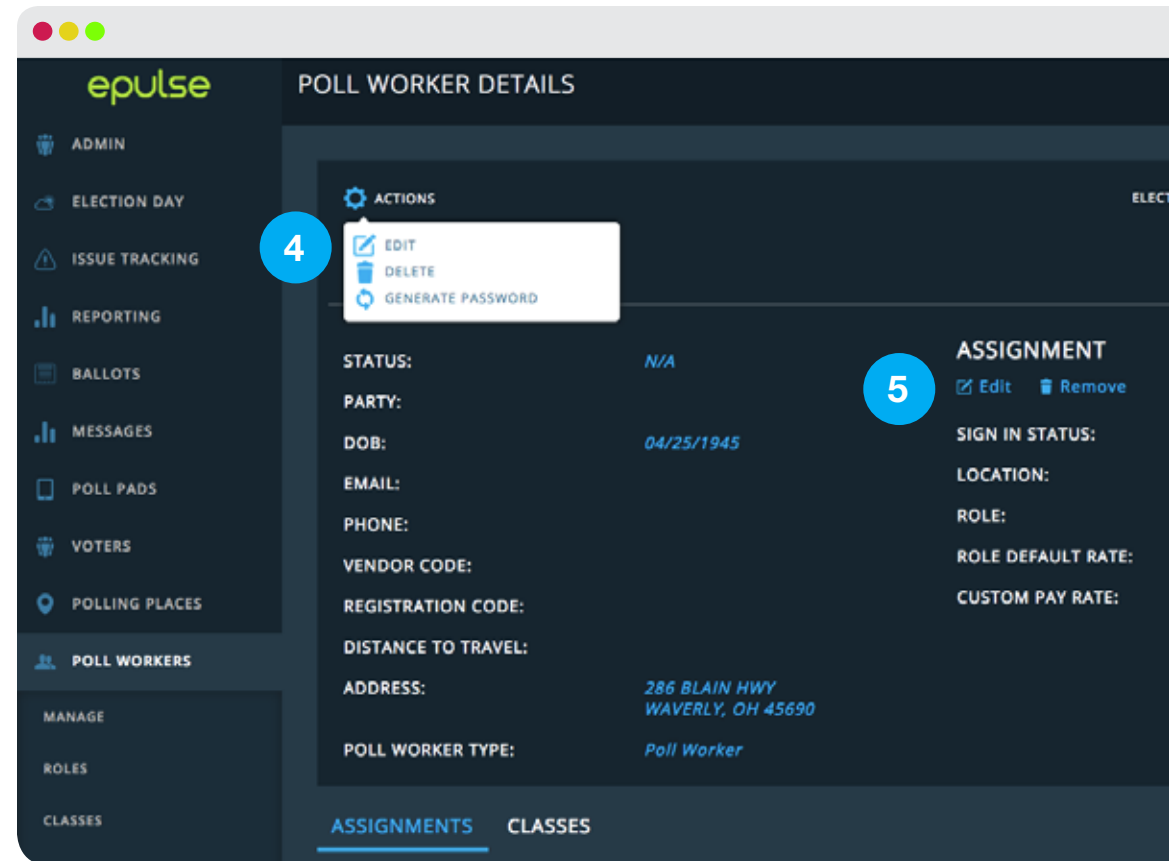 epulse
POLL WORKER DETAILS
ADMIN
ELECTION DAY
ISSUE TRACKING
REPORTING
BALLOTS
MESSAGES
POLL PADS
VOTERS
POLLING PLACES
POLL WORKERS
MANAGE
ROLES
CLASSES
ACTIONS
ELECT
4
EDIT
DELETE
GENERATE PASSWORD
STATUS: N/A
PARTY:
DOB: 04/25/1945
EMAIL:
PHONE:
VENDOR CODE:
REGISTRATION CODE:
DISTANCE TO TRAVEL:
ADDRESS: 286 BLAIN HWY
WAVERLY, OH 45690
POLL WORKER TYPE: Poll Worker
5
ASSIGNMENT
Edit Remove
SIGN IN STATUS:
LOCATION:
ROLE:
ROLE DEFAULT RATE:
CUSTOM PAY RATE:
ASSIGNMENTS CLASSES